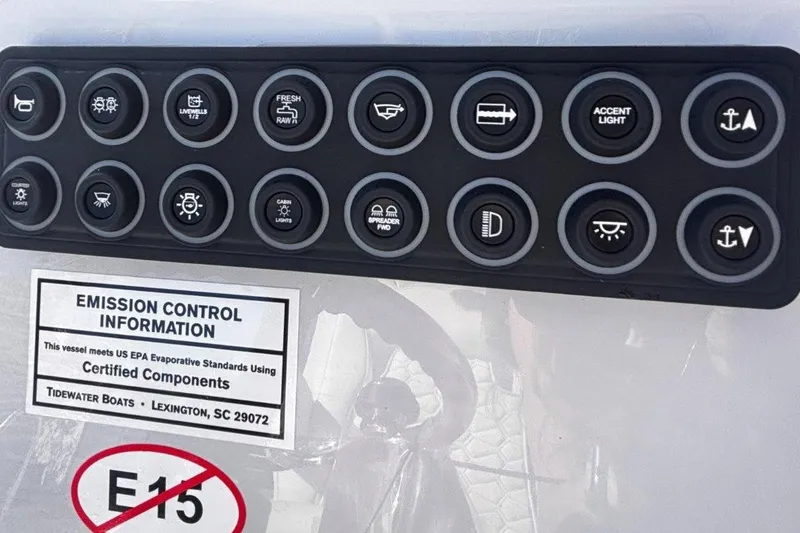 LIVEWELLS
1/2
FRESH
RAW
ACCENT
LIGHT
COURTESY
LIGHTS
CABIN
LIGHTS
SPREADER
FWD
EMISSION CONTROL
INFORMATION
This vessel meets US EPA Evaporative Standards Using
Certified Components
TIDEWATER BOATS • LEXINGTON, SC 29072
E15